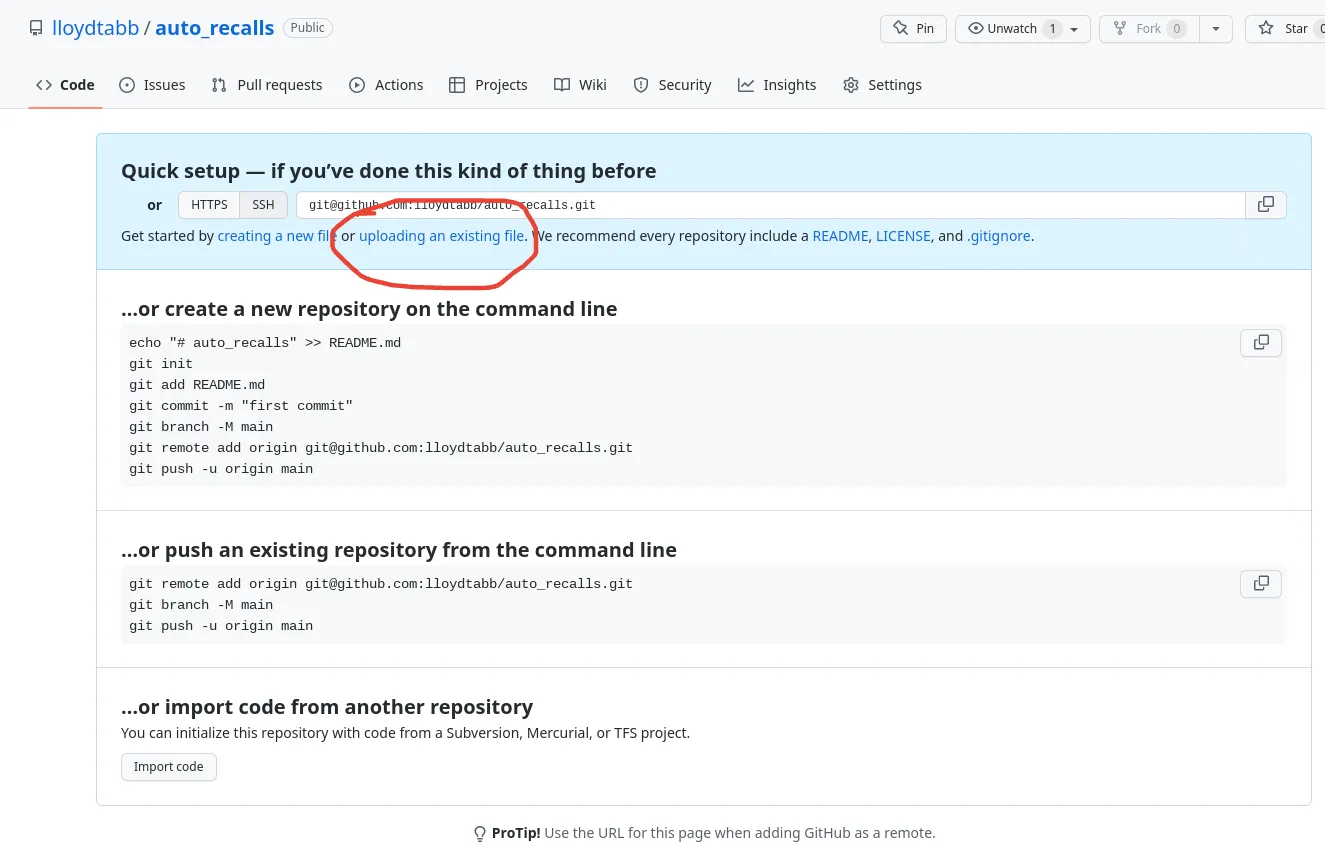 lloydtabb / auto_recalls Public Pin Unwatch 1 Fork 0 Star 0
Code Issues Pull requests Actions Projects Wiki Security Insights Settings
Quick setup — if you’ve done this kind of thing before
or HTTPS SSH git@github.com:lloydtabb/auto_recalls.git
Get started by creating a new file or uploading an existing file. We recommend every repository include a README, LICENSE, and .gitignore.
…or create a new repository on the command line
echo "# auto_recalls" >> README.md
git init
git add README.md
git commit -m "first commit"
git branch -M main
git remote add origin git@github.com:lloydtabb/auto_recalls.git
git push -u origin main
…or push an existing repository from the command line
git remote add origin git@github.com:lloydtabb/auto_recalls.git
git branch -M main
git push -u origin main
…or import code from another repository
You can initialize this repository with code from a Subversion, Mercurial, or TFS project.
Import code
ProTip! Use the URL for this page when adding GitHub as a remote.